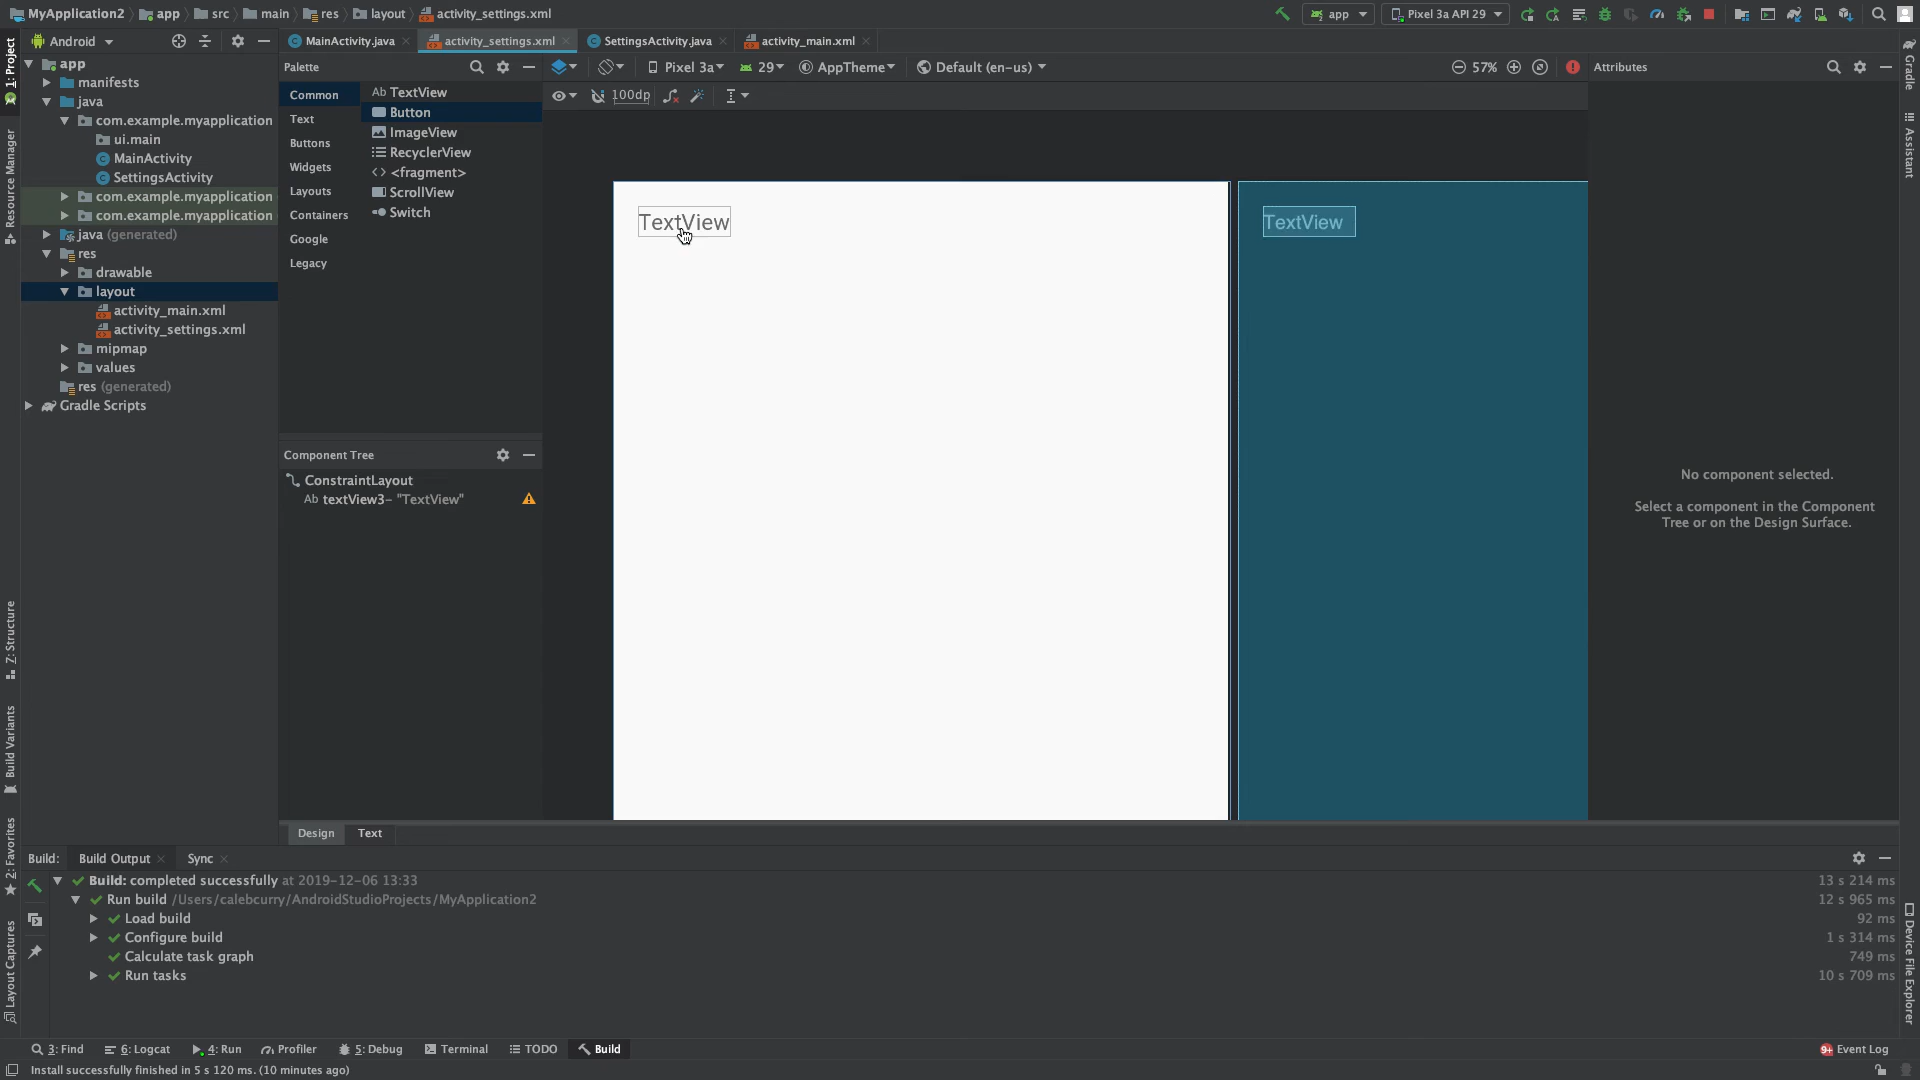 MyApplication2 app src main res layout activity_settings.xml
app Pixel 3a API 29
Android
MainActivity.java activity_settings.xml SettingsActivity.java activity_main.xml
1: Project
Resource Manager
Z: Structure
Build Variants
2: Favorites
Layout Captures
app
manifests
java
com.example.myapplication
ui.main
MainActivity
SettingsActivity
com.example.myapplication
com.example.myapplication
java (generated)
res
drawable
layout
activity_main.xml
activity_settings.xml
mipmap
values
res (generated)
Gradle Scripts
Palette
Common
Text
Buttons
Widgets
Layouts
Containers
Google
Legacy
Ab TextView
Button
ImageView
RecyclerView
<> <fragment>
ScrollView
Switch
Component Tree
ConstraintLayout
Ab textView3- "TextView"
Pixel 3a 29 AppTheme Default (en-us) 57%
100dp
TextView
TextView
Attributes
No component selected.
Select a component in the Component
Tree or on the Design Surface.
Gradle
Assistant
Device File Explorer
Design Text
Build: Build Output Sync
Build: completed successfully at 2019-12-06 13:33 13 s 214 ms
Run build /Users/calebcurry/AndroidStudioProjects/MyApplication2 12 s 965 ms
Load build 92 ms
Configure build 1 s 314 ms
Calculate task graph 749 ms
Run tasks 10 s 709 ms
3: Find 6: Logcat 4: Run Profiler 5: Debug Terminal TODO Build 9+ Event Log
Install successfully finished in 5 s 120 ms. (10 minutes ago)